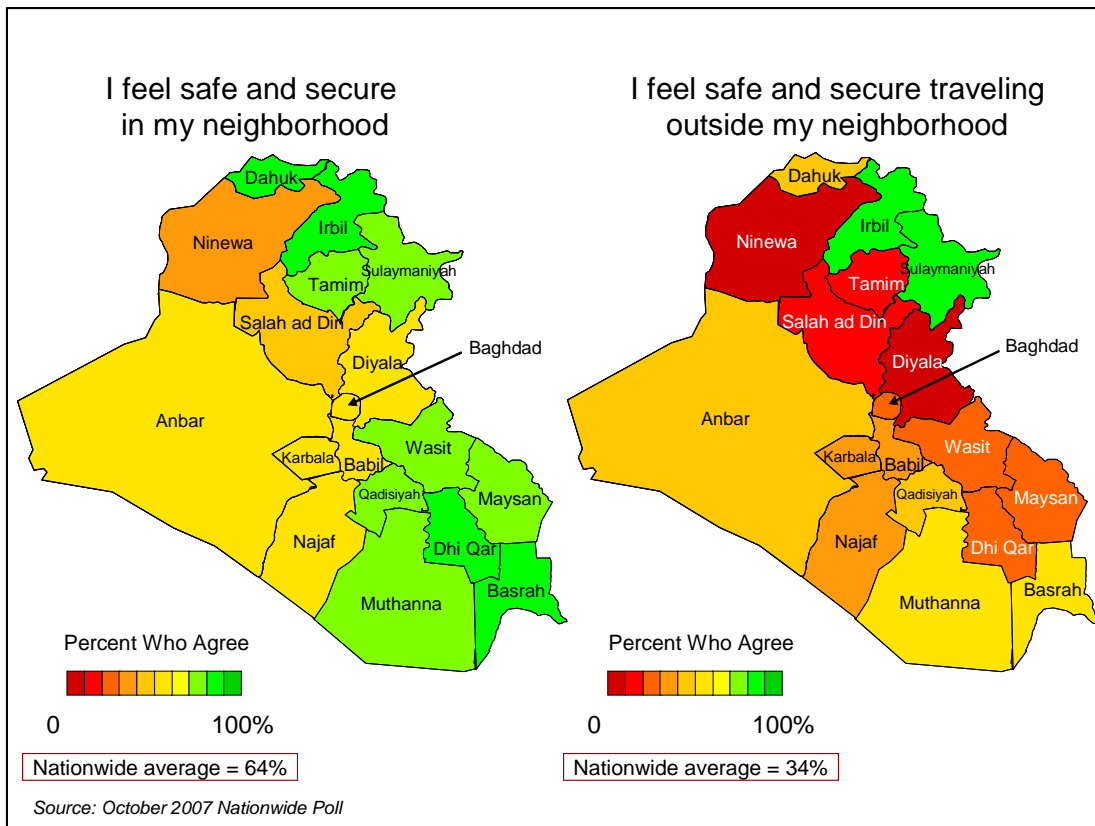 I feel safe and secure
in my neighborhood
Dahuk
Irbil
Ninewa
Sulaymaniyah
Tamim
Salah ad Din
Baghdad
Diyala
Anbar
Wasit
Karbala
Babil
Qadisiyah
Maysan
Najaf
Dhi Qar
Basrah
Muthanna
Percent Who Agree
0 100%
Nationwide average = 64%
I feel safe and secure traveling
outside my neighborhood
Dahuk
Irbil
Ninewa
Sulaymaniyah
Tamim
Salah ad Din
Baghdad
Diyala
Anbar
Wasit
Karbala
Babil
Qadisiyah
Maysan
Najaf
Dhi Qar
Basrah
Muthanna
Percent Who Agree
0 100%
Nationwide average = 34%
Source: October 2007 Nationwide Poll